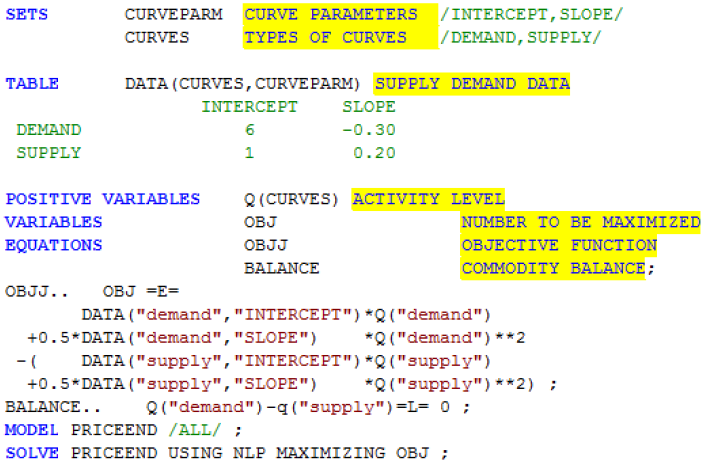 SETS CURVEPARM CURVE PARAMETERS /INTERCEPT,SLOPE/
CURVES TYPES OF CURVES /DEMAND,SUPPLY/
TABLE DATA(CURVES,CURVEPARM) SUPPLY DEMAND DATA
INTERCEPT SLOPE
DEMAND 6 -0.30
SUPPLY 1 0.20
POSITIVE VARIABLES Q(CURVES) ACTIVITY LEVEL
VARIABLES OBJ NUMBER TO BE MAXIMIZED
EQUATIONS OBJJ OBJECTIVE FUNCTION
BALANCE COMMODITY BALANCE;
OBJJ.. OBJ =E=
DATA("demand","INTERCEPT")*Q("demand")
+0.5*DATA("demand","SLOPE") *Q("demand")**2
-( DATA("supply","INTERCEPT")*Q("supply")
+0.5*DATA("supply","SLOPE") *Q("supply")**2) ;
BALANCE.. Q("demand")-q("supply")=L= 0 ;
MODEL PRICEEND /ALL/ ;
SOLVE PRICEEND USING NLP MAXIMIZING OBJ ;